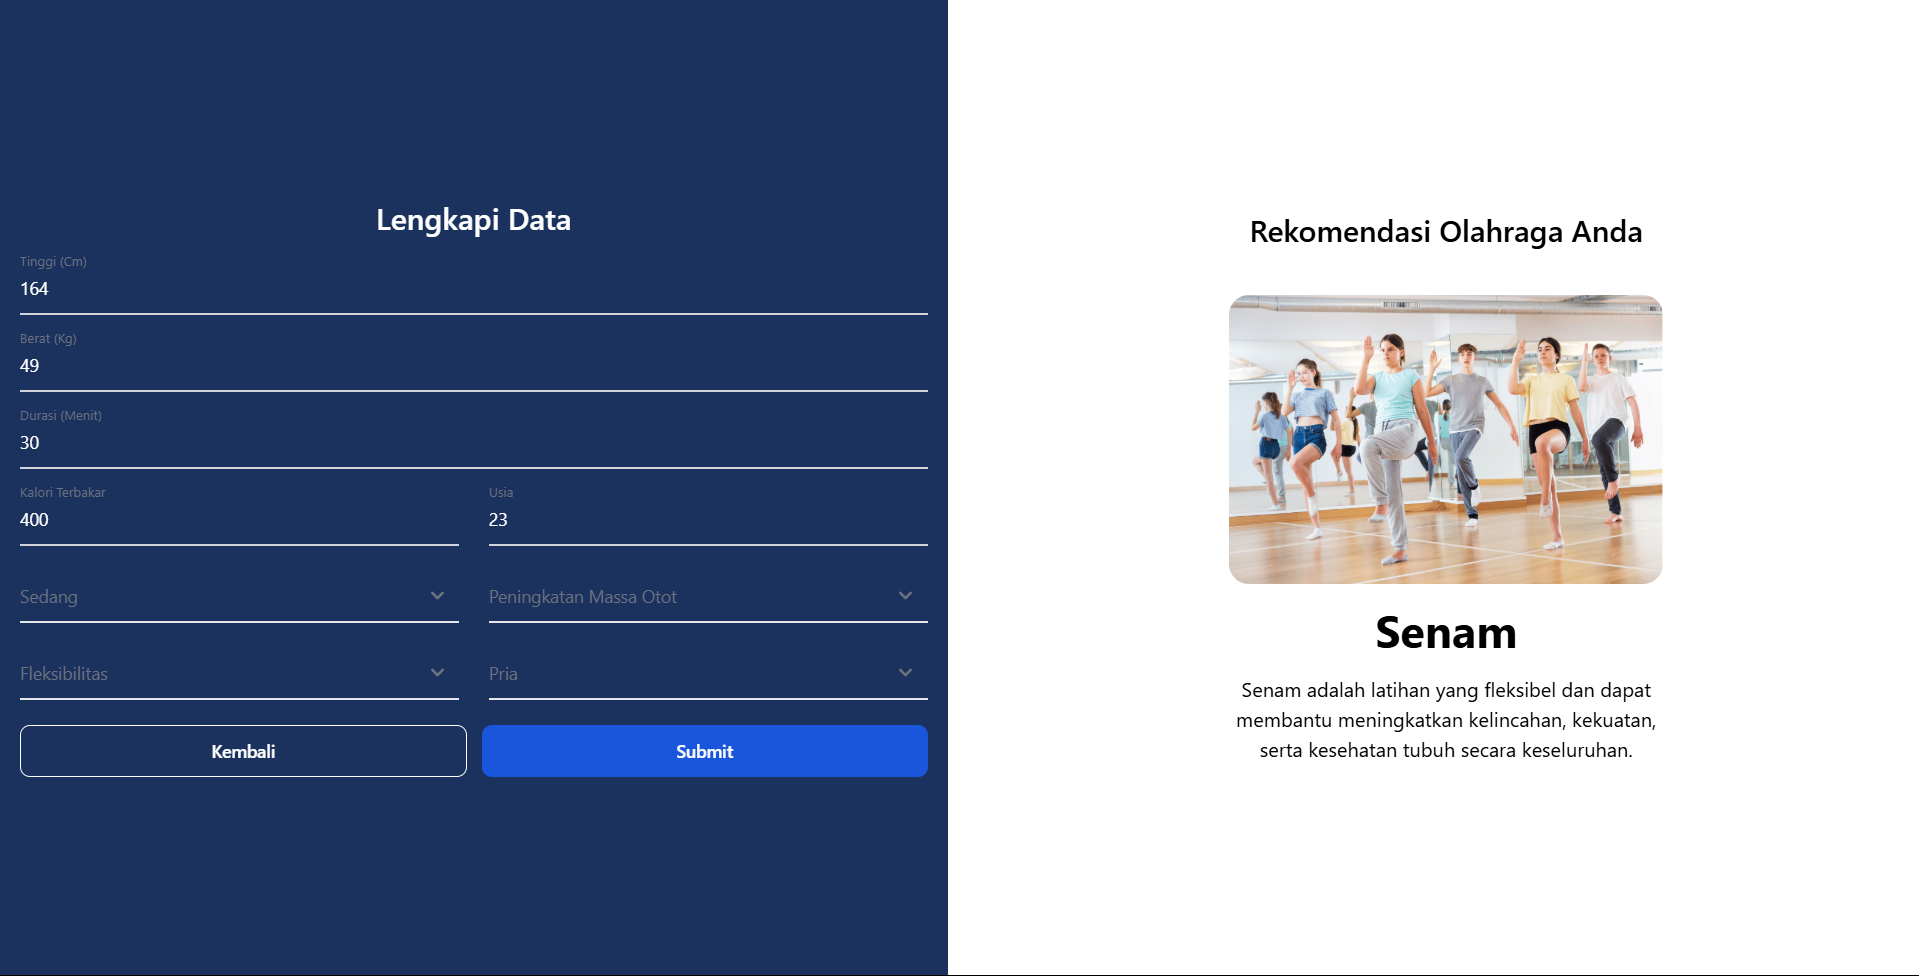 Lengkapi Data
Tinggi (Cm)
164
Berat (Kg)
49
Durasi (Menit)
30
Kalori Terbakar
400
Usia
23
Sedang
Peningkatan Massa Otot
Fleksibilitas
Pria
Kembali
Submit
Rekomendasi Olahraga Anda
Senam
Senam adalah latihan yang fleksibel dan dapat
membantu meningkatkan kelincahan, kekuatan,
serta kesehatan tubuh secara keseluruhan.